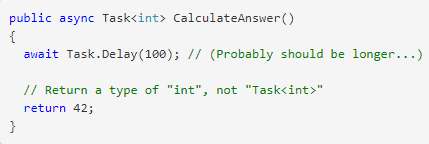 public async Task<int> CalculateAnswer()
{
  await Task.Delay(100); // (Probably should be longer...)

  // Return a type of "int", not "Task<int>"
  return 42;
}